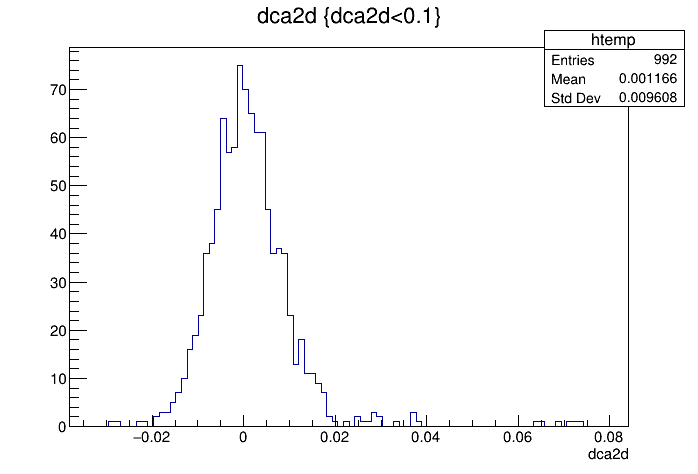 dca2d {dca2d<0.1}
htemp
Entries 992
Mean 0.001166
Std Dev 0.009608
70
60
50
40
30
20
10
0
−0.02 0 0.02 0.04 0.06 0.08
dca2d